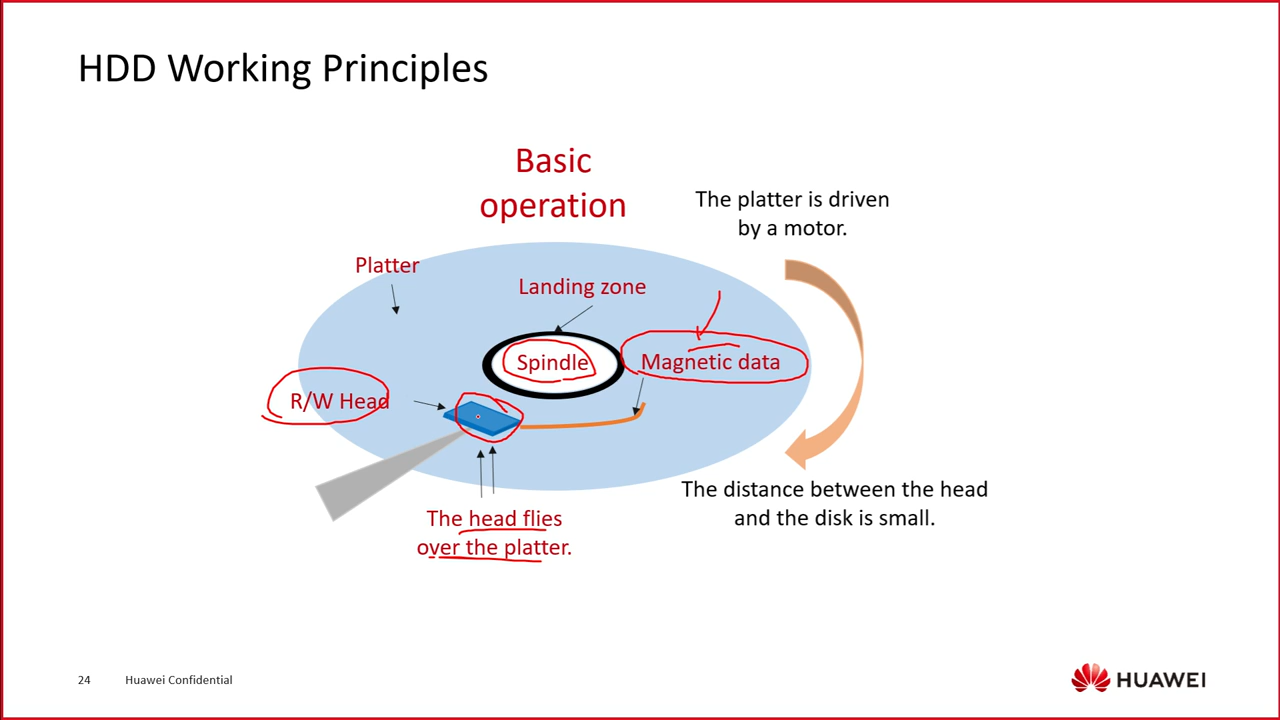 HDD Working Principles
Basic
operation
The platter is driven
by a motor.
Platter
Landing zone
Spindle
Magnetic data
R/W Head
The head flies
over the platter.
The distance between the head
and the disk is small.
24
Huawei Confidential
HUAWEI